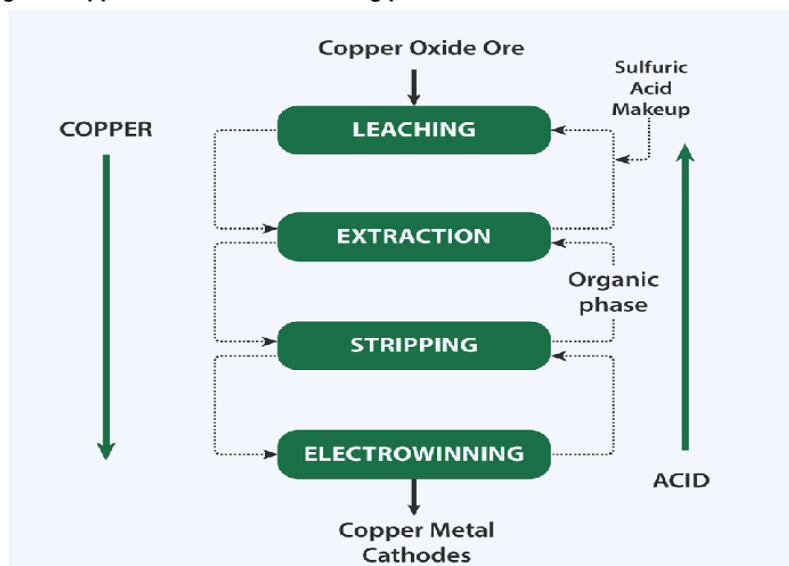 Copper Oxide Ore
Sulfuric
Acid
Makeup
COPPER
LEACHING
EXTRACTION
Organic
phase
STRIPPING
ELECTROWINNING
ACID
Copper Metal
Cathodes